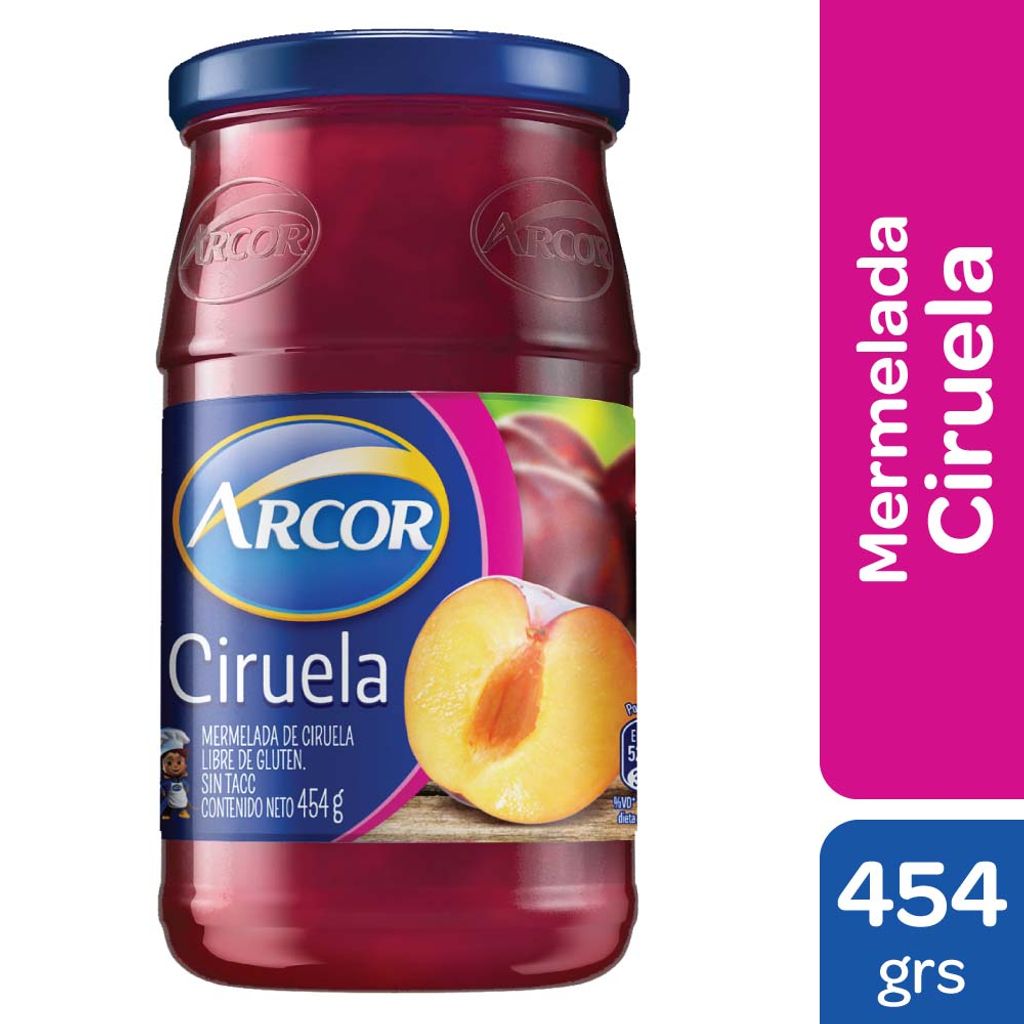 ARCOR
ARCOR
ARCOR
Ciruela
MERMELADA DE CIRUELA
LIBRE DE GLUTEN.
SIN TACC
CONTENIDO NETO 454 g
%VD*
Mermelada
Ciruela
454
grs